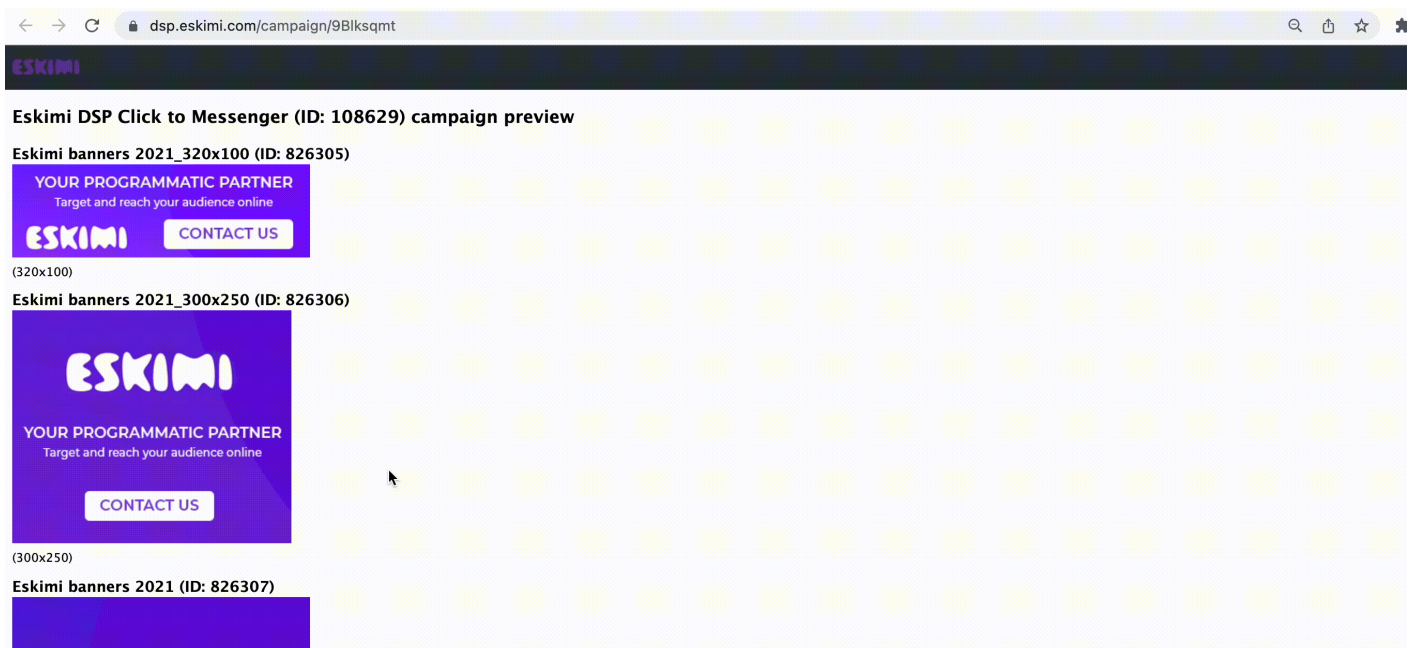 dsp.eskimi.com/campaign/9Blksqmt
ESKIMI
Eskimi DSP Click to Messenger (ID: 108629) campaign preview
Eskimi banners 2021_320x100 (ID: 826305)
YOUR PROGRAMMATIC PARTNER
Target and reach your audience online
ESKIMI CONTACT US
(320x100)
Eskimi banners 2021_300x250 (ID: 826306)
ESKIMI
YOUR PROGRAMMATIC PARTNER
Target and reach your audience online
CONTACT US
(300x250)
Eskimi banners 2021 (ID: 826307)